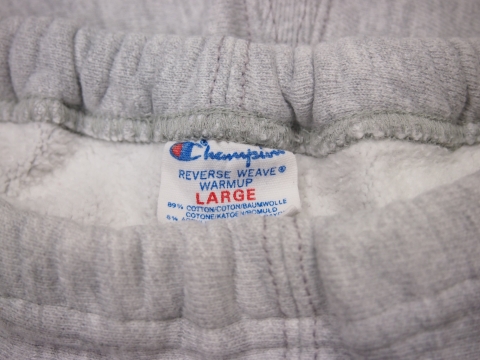 Champion
REVERSE WEAVE®
WARMUP
LARGE
89% COTTON/COTON/BAUMWOLLE
COTONE/KATOEN/BOMULD